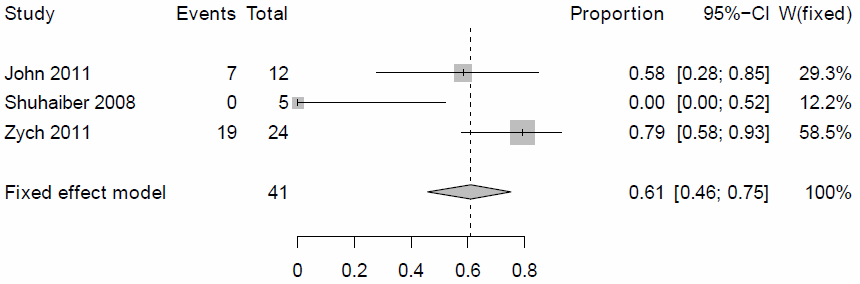 Study Events Total Proportion 95%−CI W(fixed)
John 2011 7 12 0.58 [0.28; 0.85] 29.3%
Shuhaiber 2008 0 5 0.00 [0.00; 0.52] 12.2%
Zych 2011 19 24 0.79 [0.58; 0.93] 58.5%
Fixed effect model 41 0.61 [0.46; 0.75] 100%
0 0.2 0.4 0.6 0.8